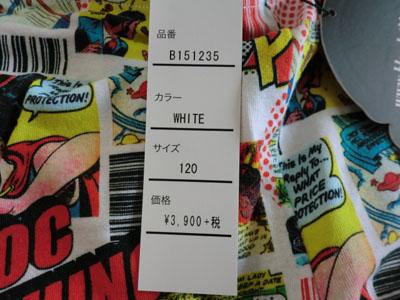 品番
B151235
カラー
WHITE
サイズ
120
価格
¥3,900+税
This Is
PROTECTION!
This Is My
Reply To...
WHAT
PRICE
PROTECTION!
OC